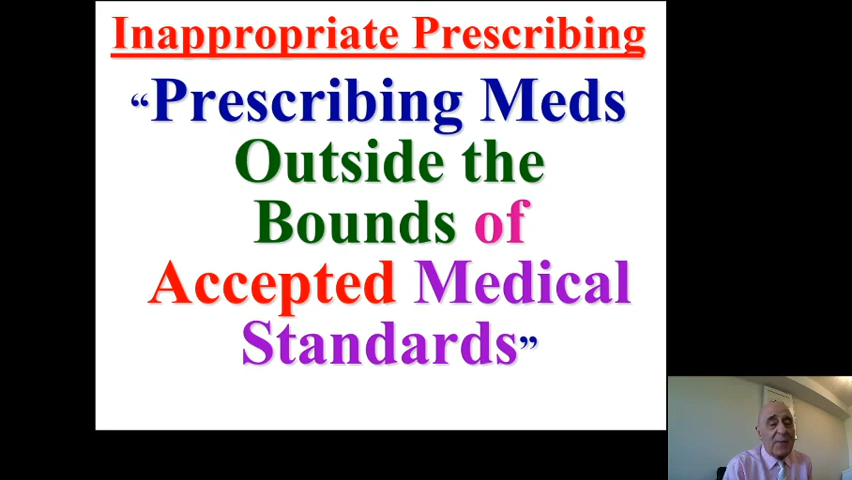 Inappropriate Prescribing
“Prescribing Meds
Outside the
Bounds of
Accepted Medical
Standards”